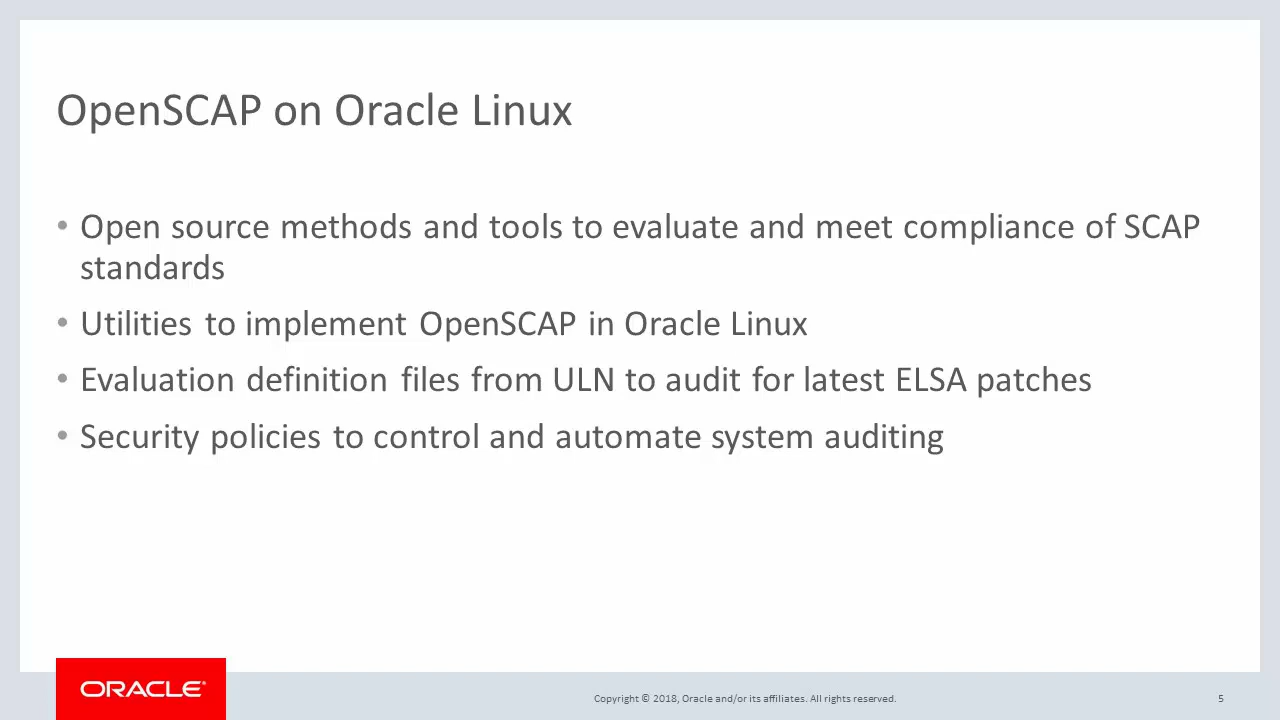 OpenSCAP on Oracle Linux
• Open source methods and tools to evaluate and meet compliance of SCAP
standards
• Utilities to implement OpenSCAP in Oracle Linux
• Evaluation definition files from ULN to audit for latest ELSA patches
• Security policies to control and automate system auditing
ORACLE®
Copyright © 2018, Oracle and/or its affiliates. All rights reserved.
5